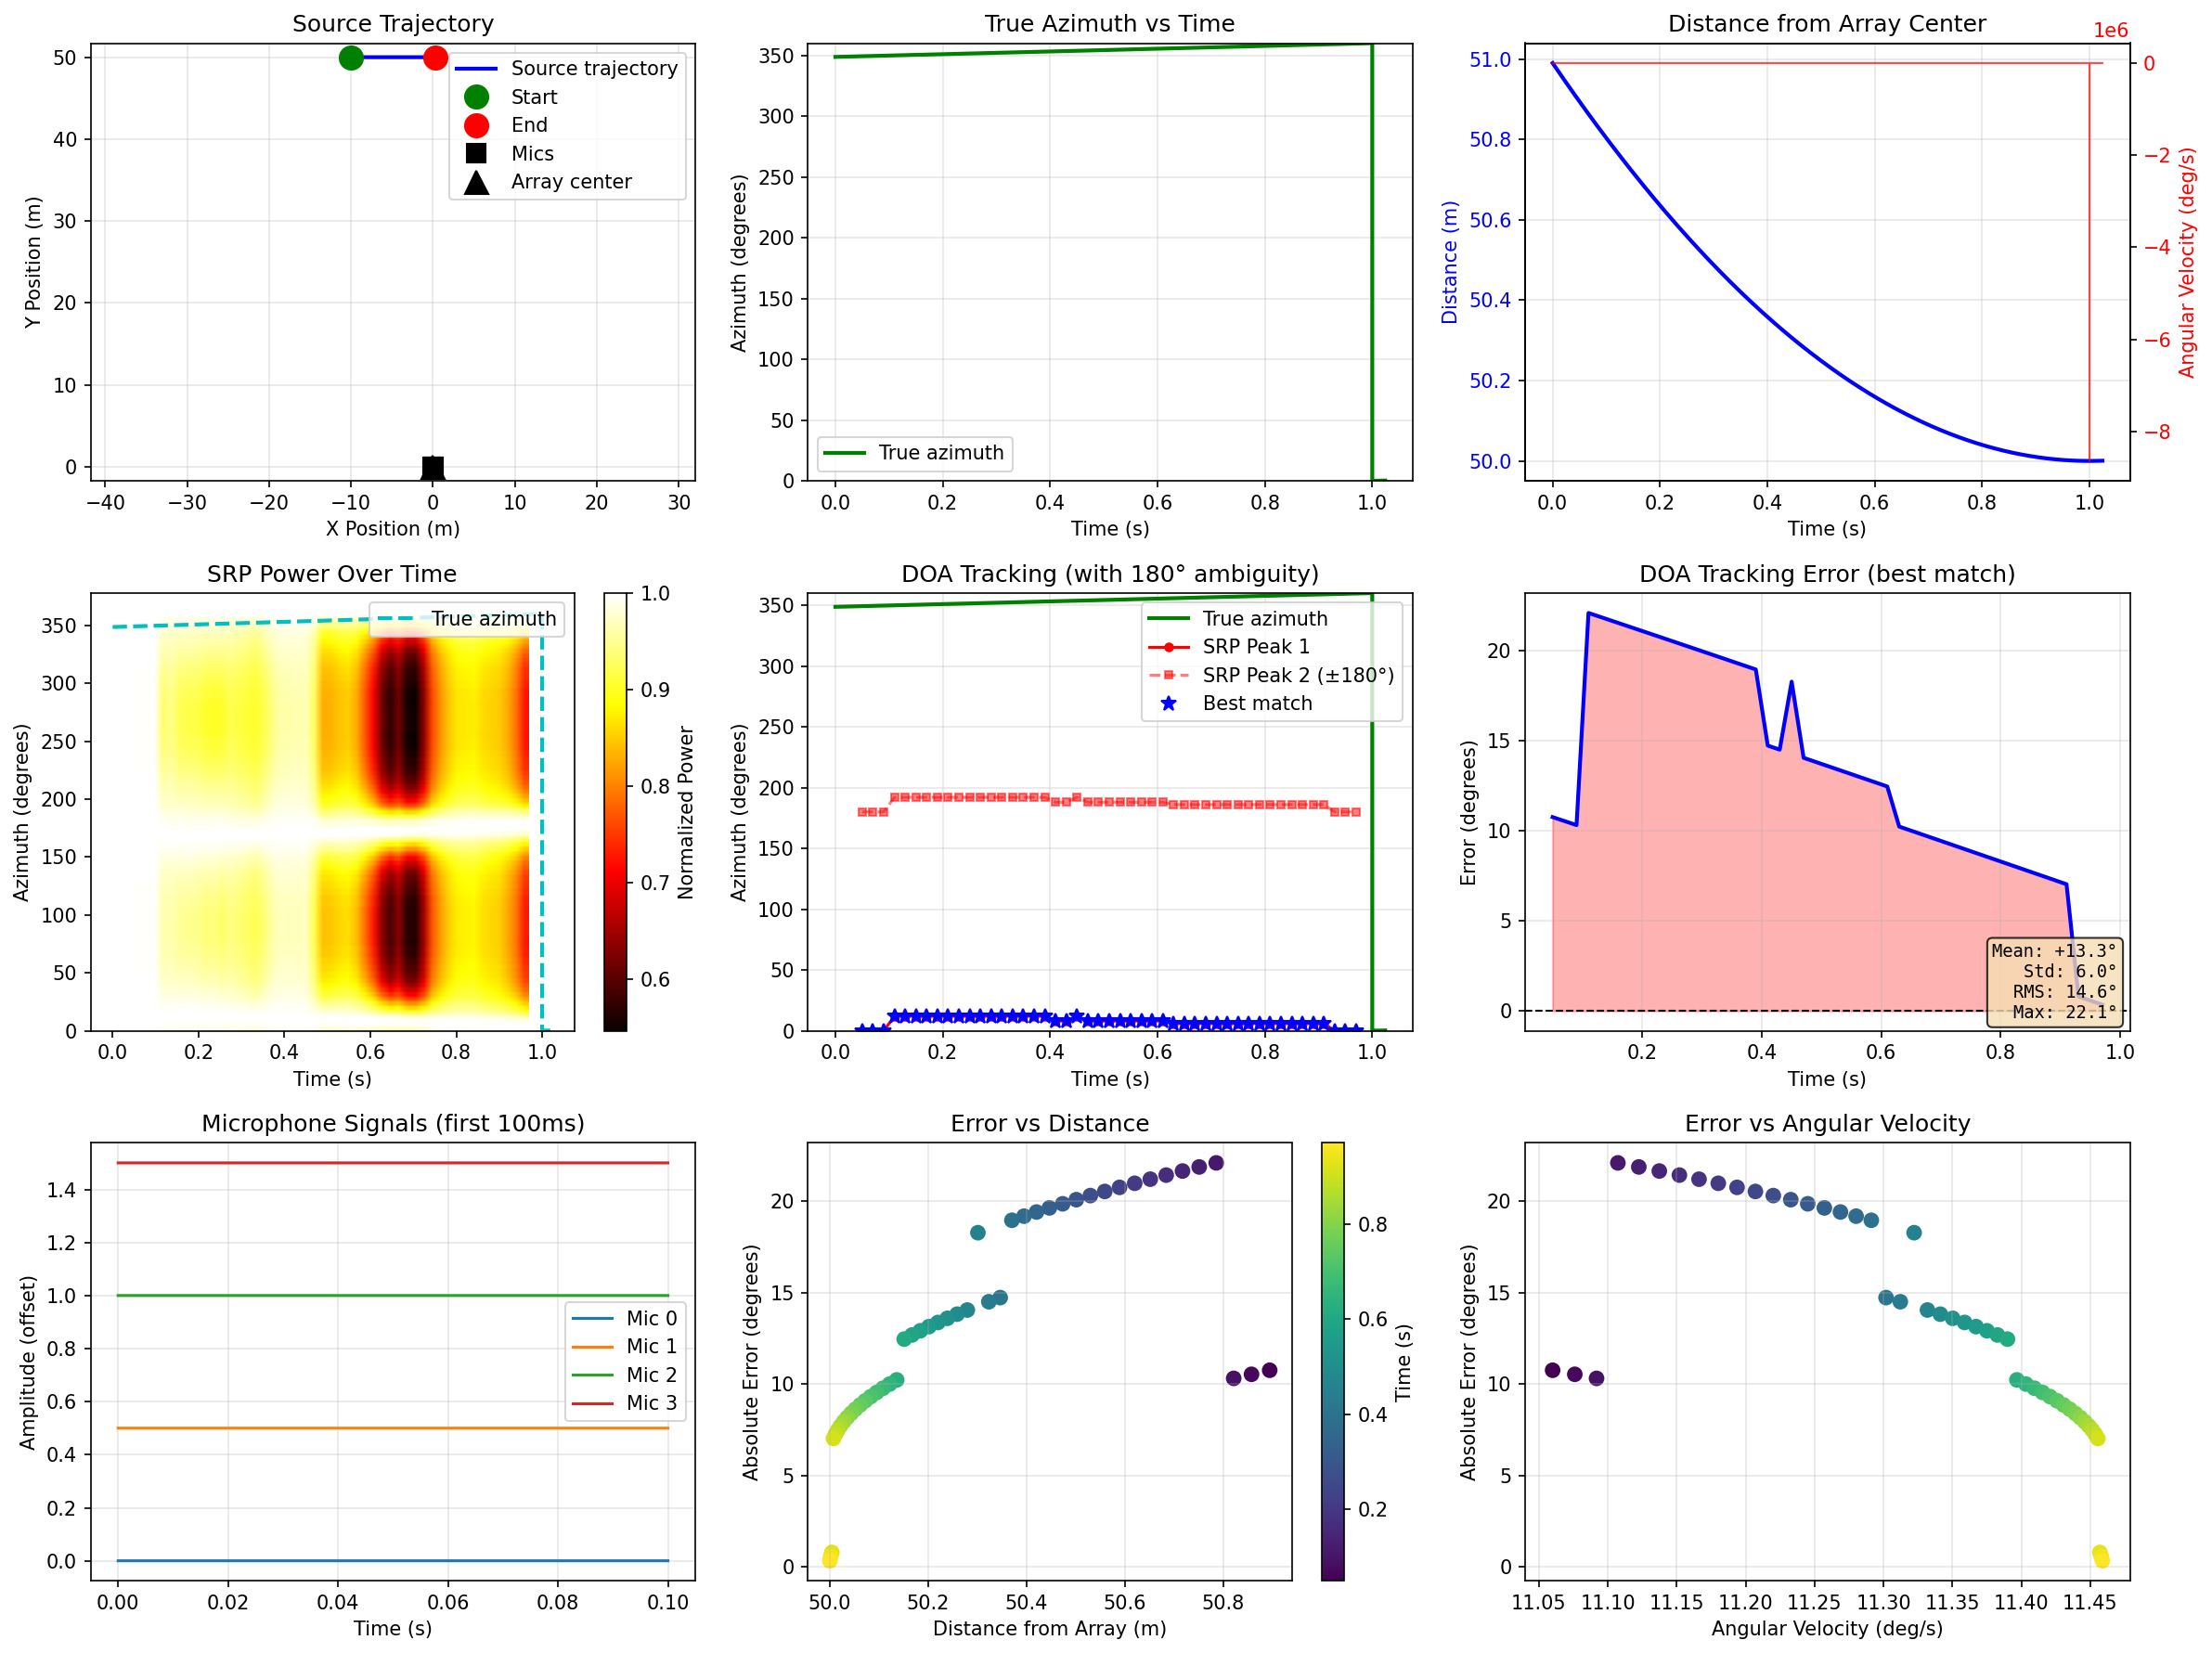 Source Trajectory
50
40
30
20
10
0
Y Position (m)
−40 −30 −20 −10 0 10 20 30
X Position (m)
Source trajectory
Start
End
Mics
Array center
True Azimuth vs Time
350
300
250
200
150
100
50
0
Azimuth (degrees)
0.0 0.2 0.4 0.6 0.8 1.0
Time (s)
True azimuth
Distance from Array Center
1e6
51.0
50.8
50.6
50.4
50.2
50.0
Distance (m)
0
−2
−4
−6
−8
Angular Velocity (deg/s)
0.0 0.2 0.4 0.6 0.8 1.0
Time (s)
SRP Power Over Time
350
300
250
200
150
100
50
0
Azimuth (degrees)
0.0 0.2 0.4 0.6 0.8 1.0
Time (s)
True azimuth
1.0
0.9
0.8
0.7
0.6
Normalized Power
DOA Tracking (with 180° ambiguity)
350
300
250
200
150
100
50
0
Azimuth (degrees)
0.0 0.2 0.4 0.6 0.8 1.0
Time (s)
True azimuth
SRP Peak 1
SRP Peak 2 (±180°)
Best match
DOA Tracking Error (best match)
20
15
10
5
0
Error (degrees)
0.2 0.4 0.6 0.8 1.0
Time (s)
Mean: +13.3°
Std: 6.0°
RMS: 14.6°
Max: 22.1°
Microphone Signals (first 100ms)
1.4
1.2
1.0
0.8
0.6
0.4
0.2
0.0
Amplitude (offset)
0.00 0.02 0.04 0.06 0.08 0.10
Time (s)
Mic 0
Mic 1
Mic 2
Mic 3
Error vs Distance
20
15
10
5
0
Absolute Error (degrees)
50.0 50.2 50.4 50.6 50.8
Distance from Array (m)
0.8
0.6
0.4
0.2
Time (s)
Error vs Angular Velocity
20
15
10
5
0
Absolute Error (degrees)
11.05 11.10 11.15 11.20 11.25 11.30 11.35 11.40 11.45
Angular Velocity (deg/s)